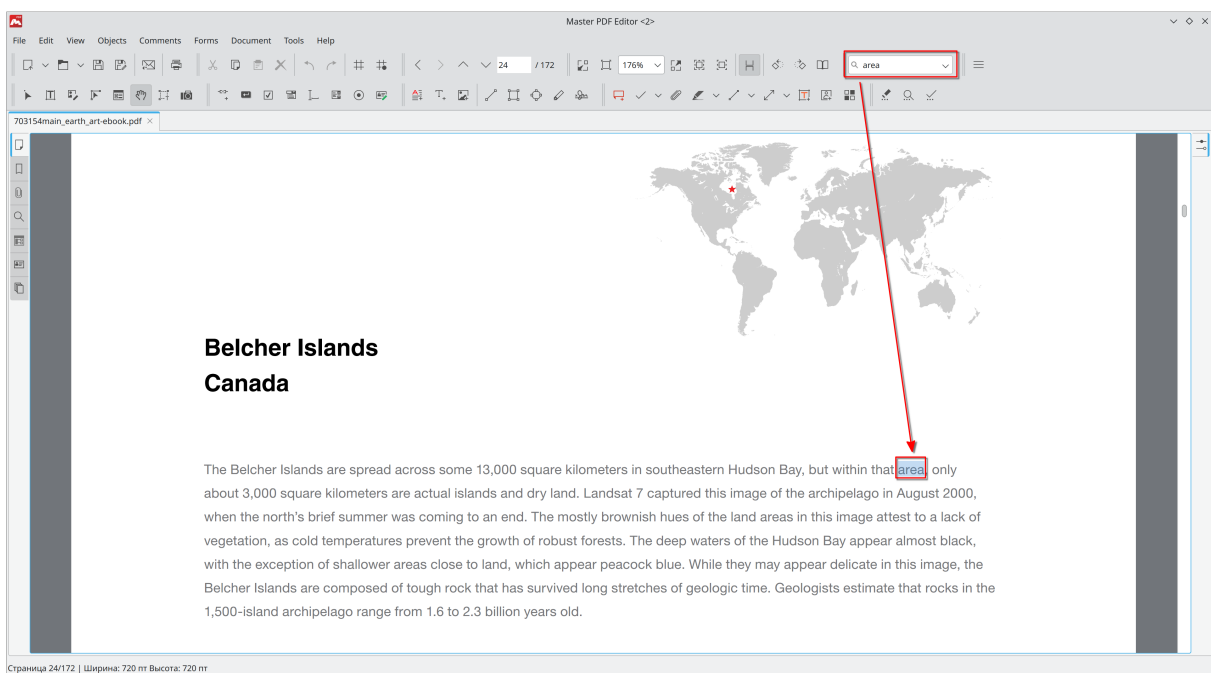 Master PDF Editor <2>
File Edit View Objects Comments Forms Document Tools Help
24 / 172 176% area
703154main_earth_art-ebook.pdf
Belcher Islands
Canada
The Belcher Islands are spread across some 13,000 square kilometers in southeastern Hudson Bay, but within that area, only
about 3,000 square kilometers are actual islands and dry land. Landsat 7 captured this image of the archipelago in August 2000,
when the north’s brief summer was coming to an end. The mostly brownish hues of the land areas in this image attest to a lack of
vegetation, as cold temperatures prevent the growth of robust forests. The deep waters of the Hudson Bay appear almost black,
with the exception of shallower areas close to land, which appear peacock blue. While they may appear delicate in this image, the
Belcher Islands are composed of tough rock that has survived long stretches of geologic time. Geologists estimate that rocks in the
1,500-island archipelago range from 1.6 to 2.3 billion years old.
Страница 24/172 | Ширина: 720 пт Высота: 720 пт